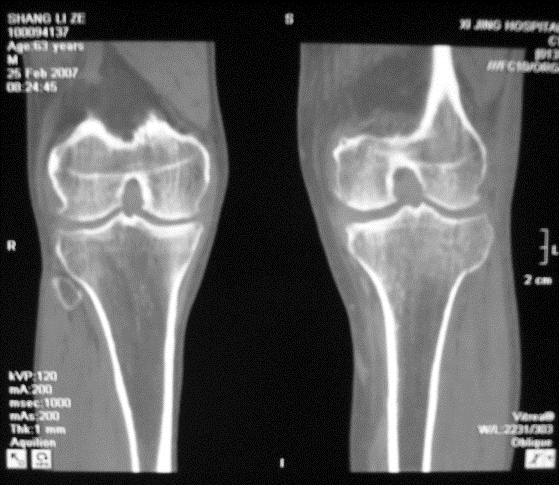 SHANG LI ZE
100094137
Age:63 years
M
25 Feb 2007
08:24:45
S
XI JING HOSPITAL
R
L
2 cm
kVP:120
mA:200
msec:1000
mAs:200
Thk:1 mm
Aquilion
I
Vitrea®
W/L:2231/303
Oblique